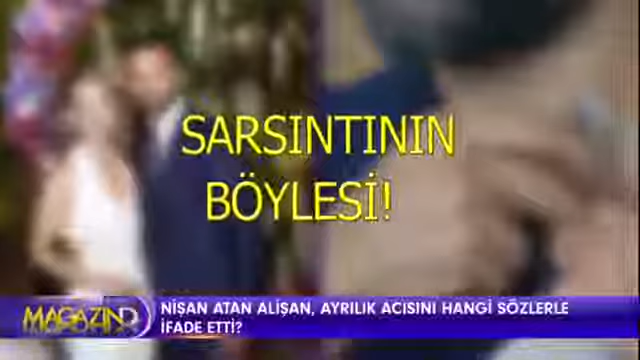 SARSINTININ
BÖYLESİ!
MAGAZİN D
NİŞAN ATAN ALİŞAN, AYRILIK ACISINI HANGİ SÖZLERLE
İFADE ETTİ?